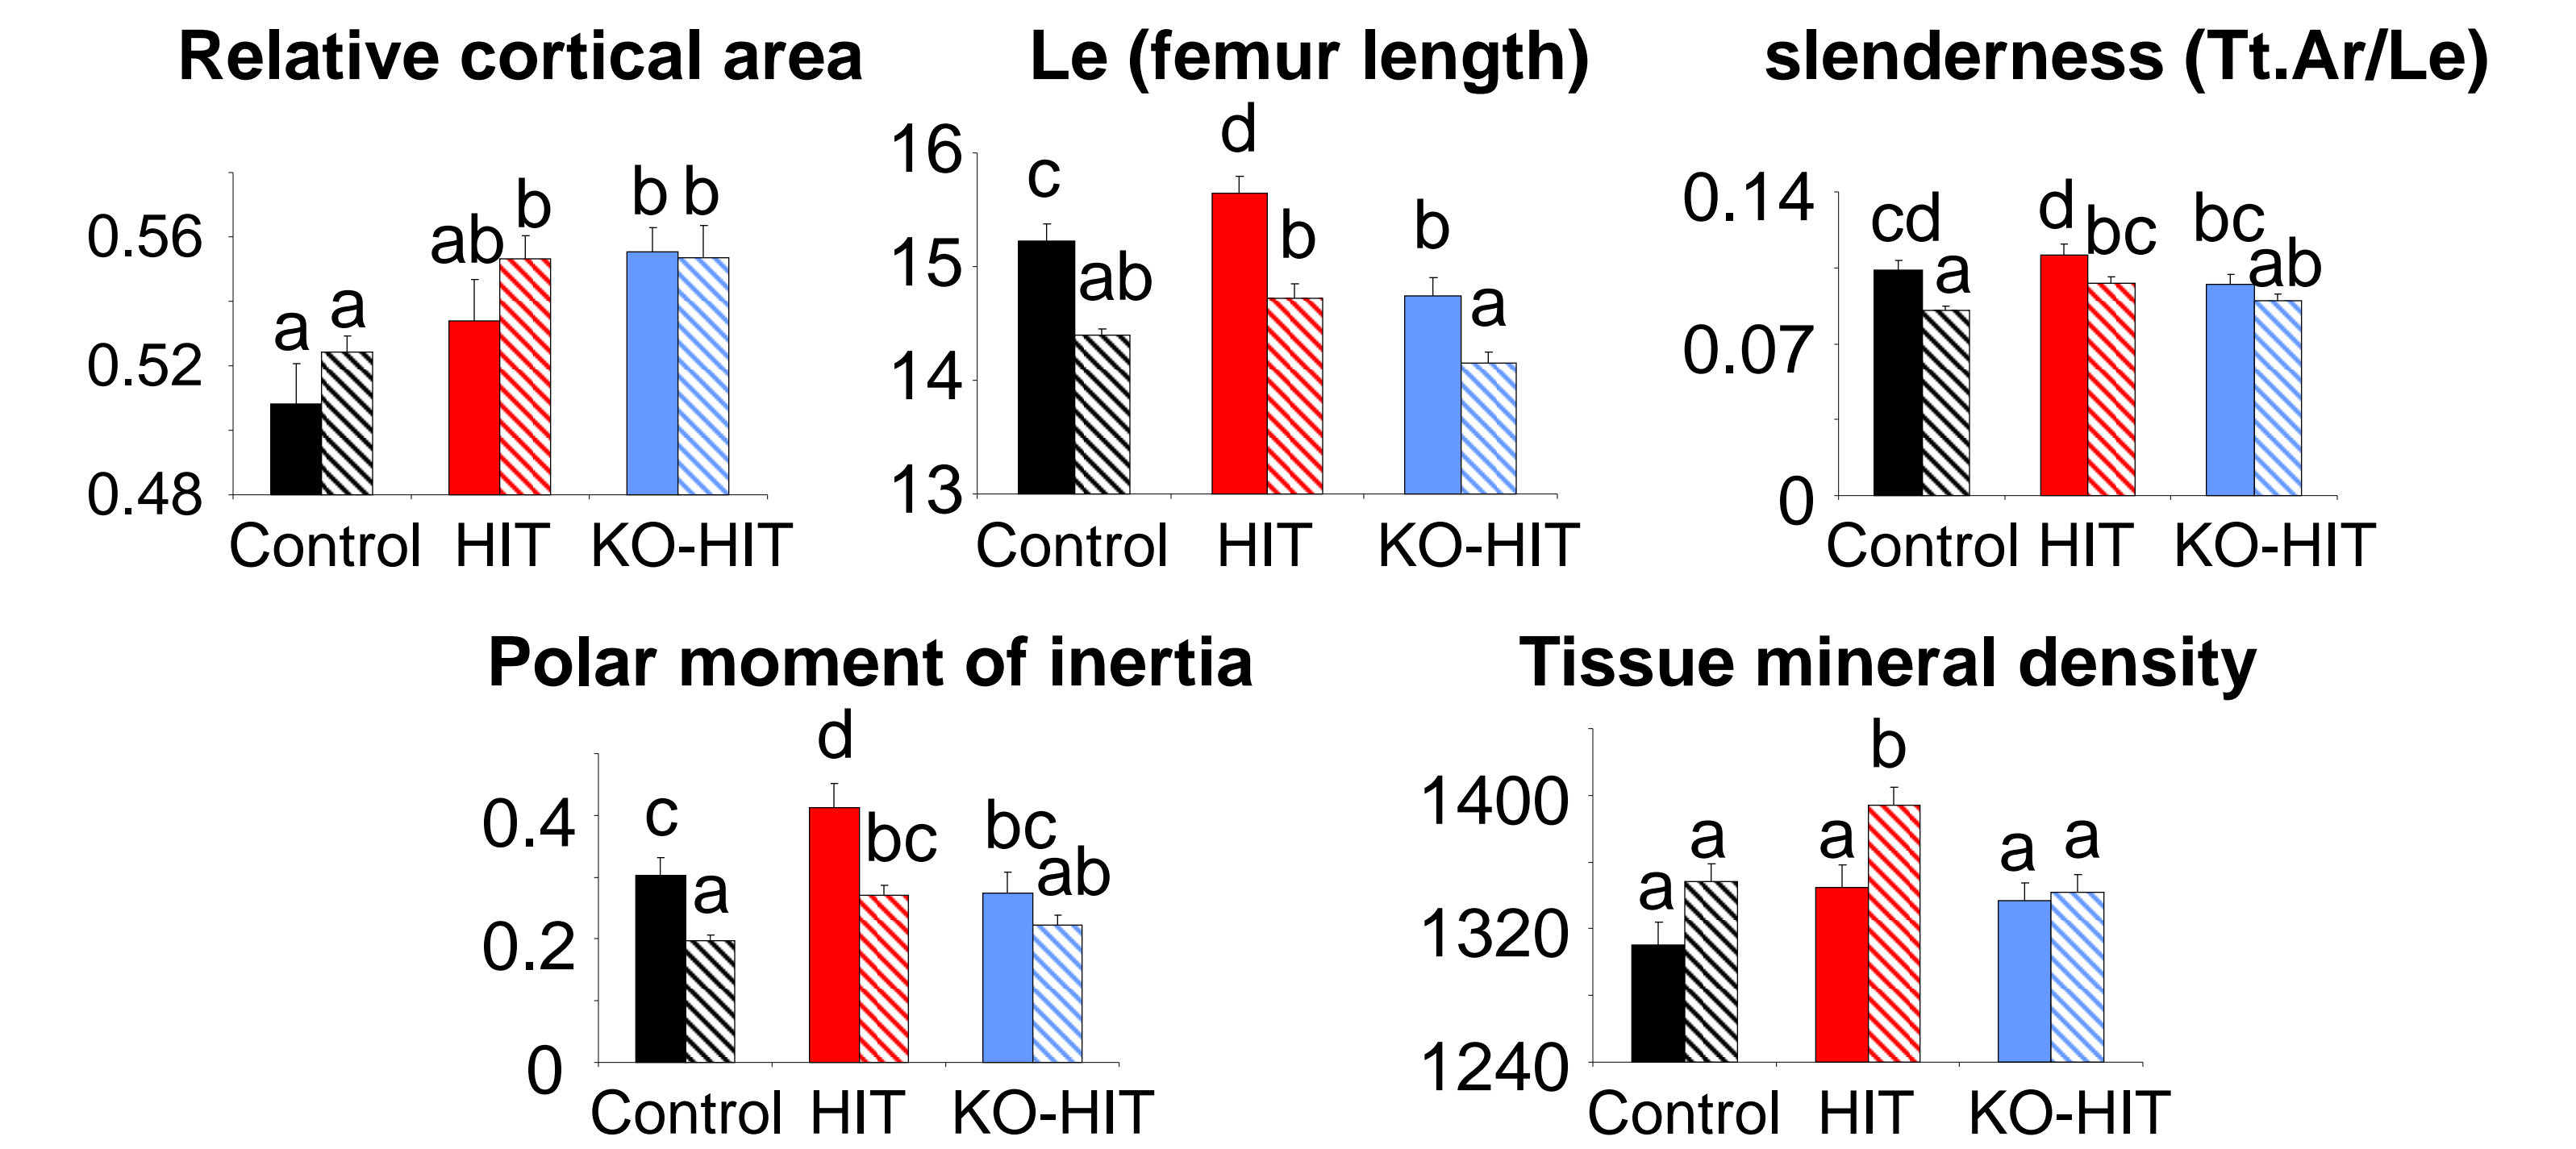 Relative cortical area
0.56
0.52
0.48
a a ab b b b
Control HIT KO-HIT
Le (femur length)
16
15
14
13
c ab d b b a
Control HIT KO-HIT
slenderness (Tt.Ar/Le)
0.14
0.07
0
cd a d bc bc ab
Control HIT KO-HIT
Polar moment of inertia
0.4
0.2
0
c a d bc bc ab
Control HIT KO-HIT
Tissue mineral density
1400
1320
1240
a a a b a a
Control HIT KO-HIT